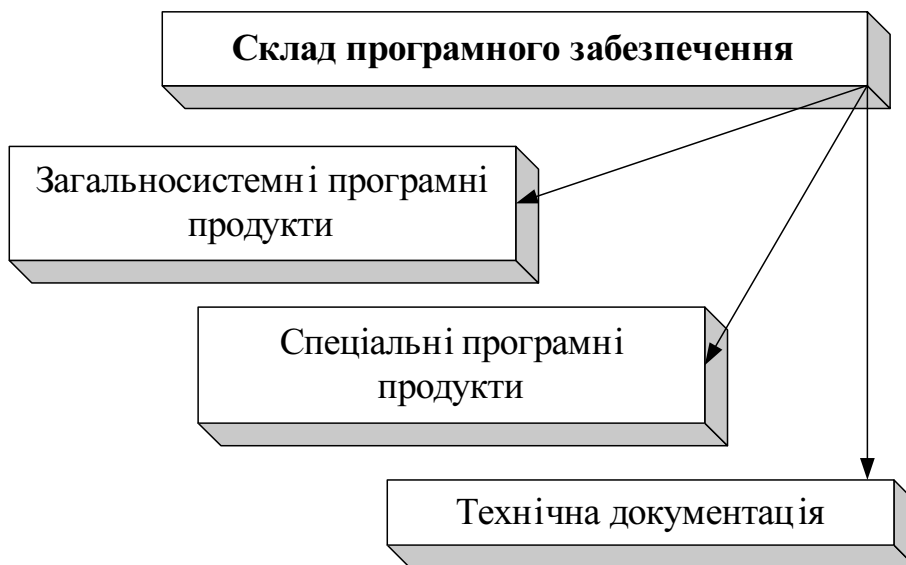 Склад програмного забезпечення
Загальносистемні програмні
продукти
Спеціальні програмні
продукти
Технічна документація